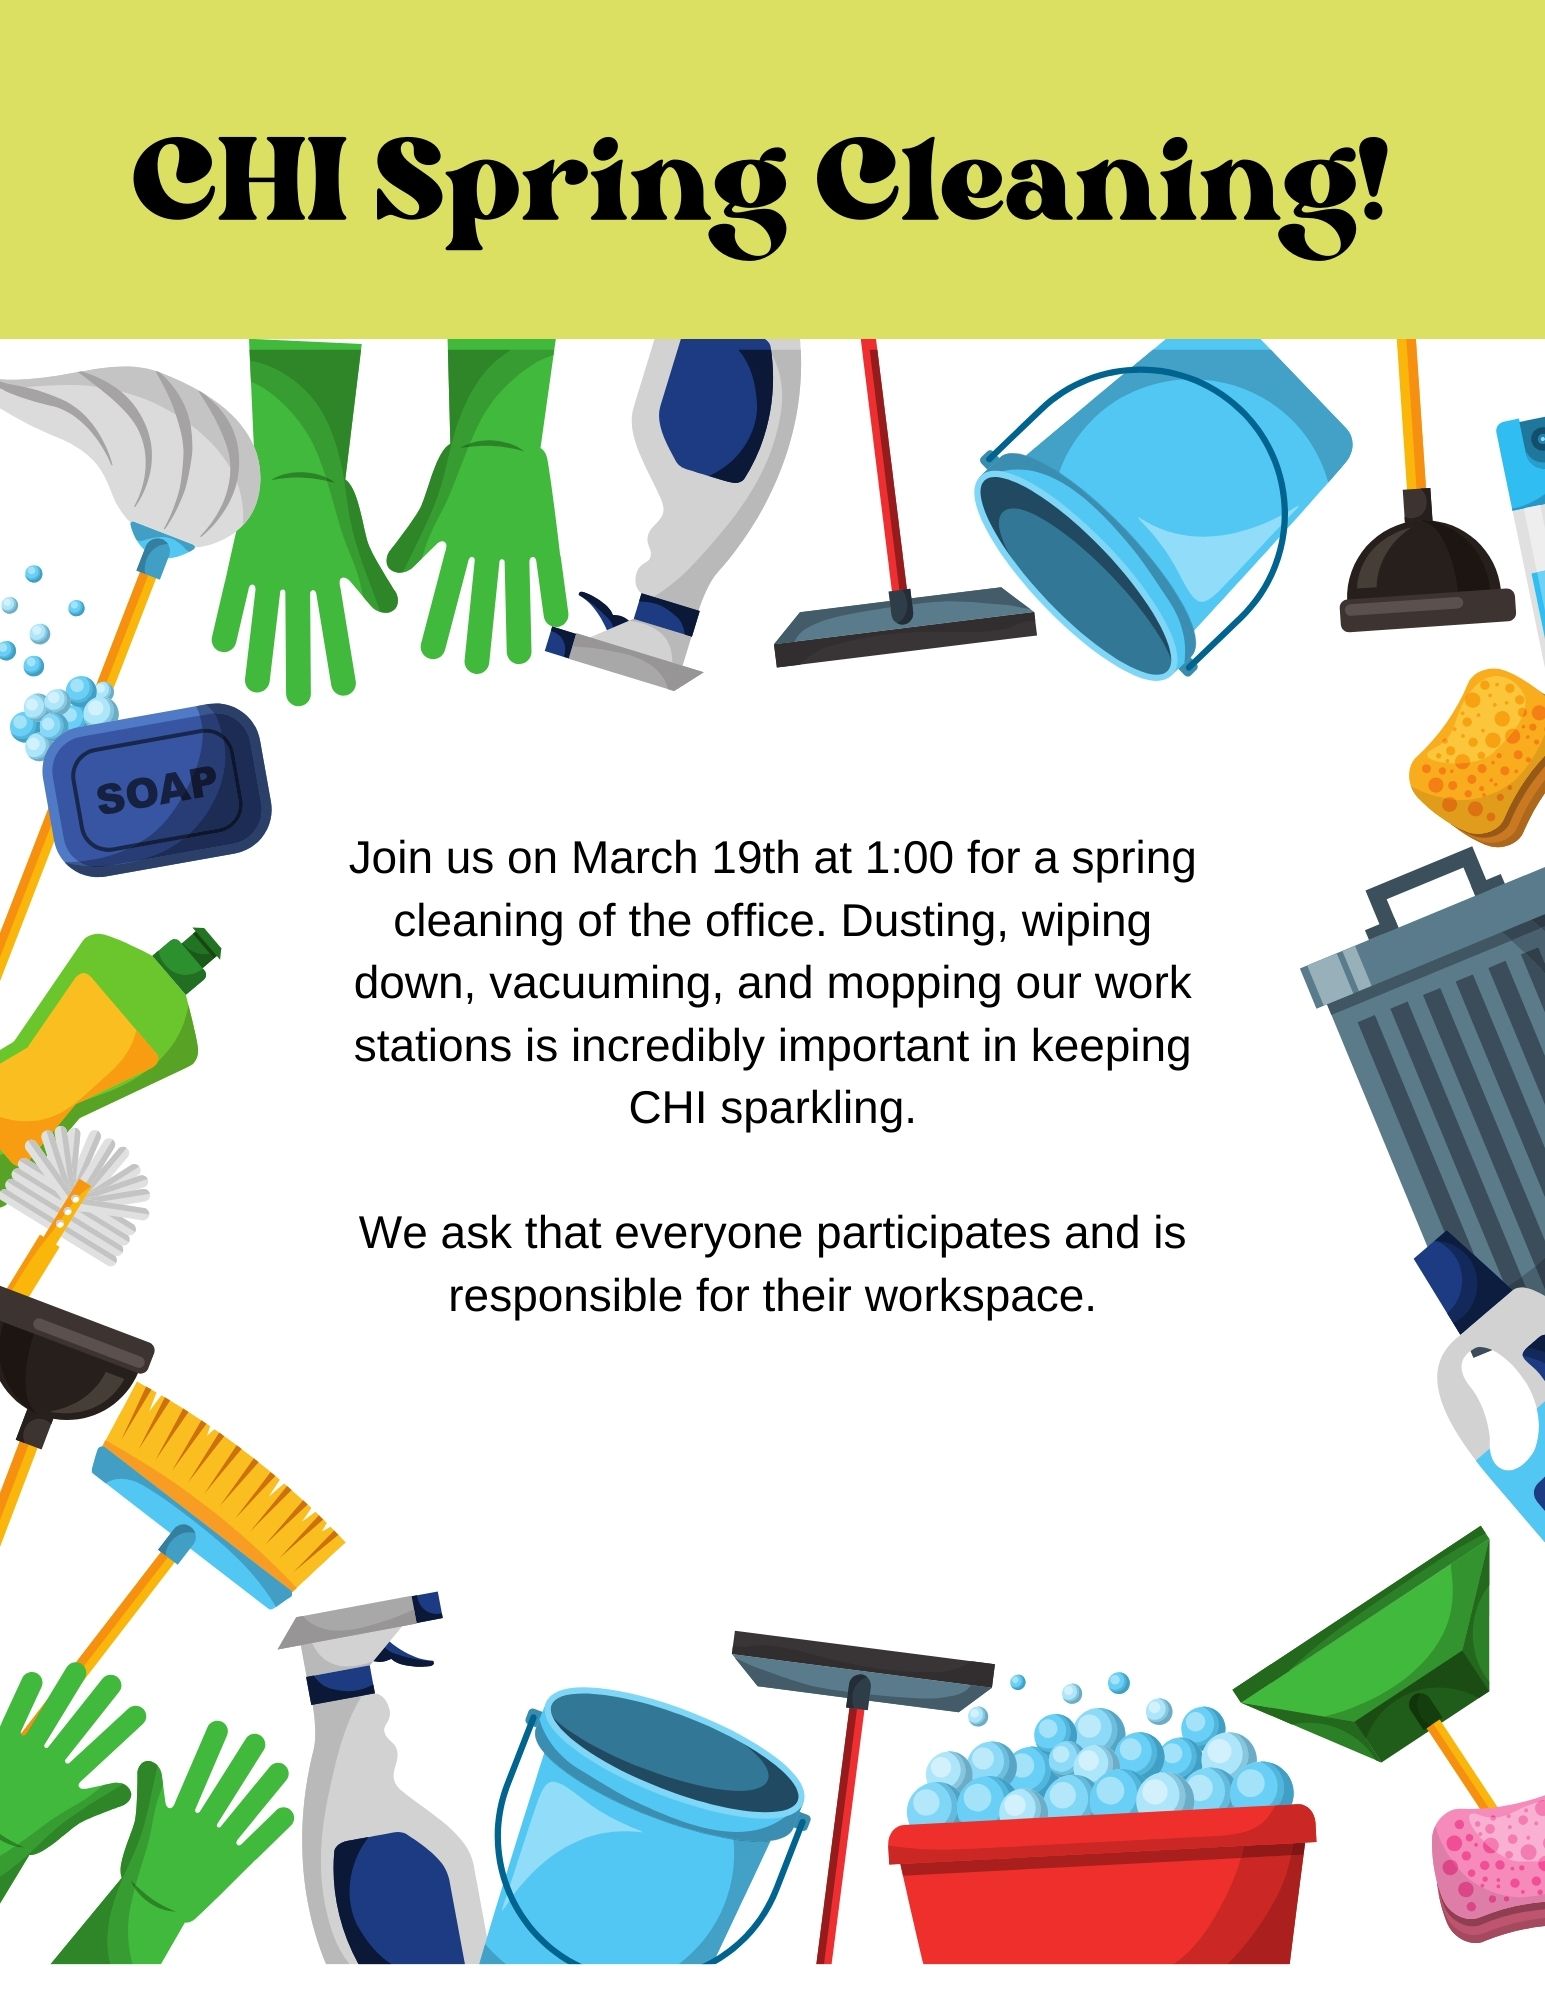 CHI Spring Cleaning!
SOAP
Join us on March 19th at 1:00 for a spring
cleaning of the office. Dusting, wiping
down, vacuuming, and mopping our work
stations is incredibly important in keeping
CHI sparkling.
We ask that everyone participates and is
responsible for their workspace.